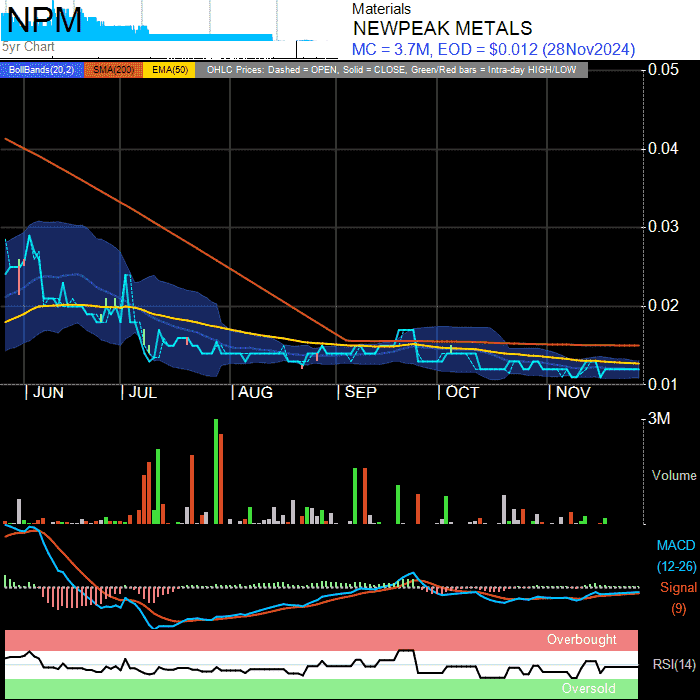 NPM
5yr Chart
Materials
NEWPEAK METALS
MC = 3.7M, EOD = $0.012 (28Nov2024)
BollBands(20,2) SMA(200) EMA(50) OHLC Prices: Dashed = OPEN, Solid = CLOSE, Green/Red bars = Intra-day HIGH/LOW
0.05
0.04
0.03
0.02
0.01
JUN JUL AUG SEP OCT NOV
3M
Volume
MACD
(12-26)
Signal
(9)
Overbought
RSI(14)
Oversold